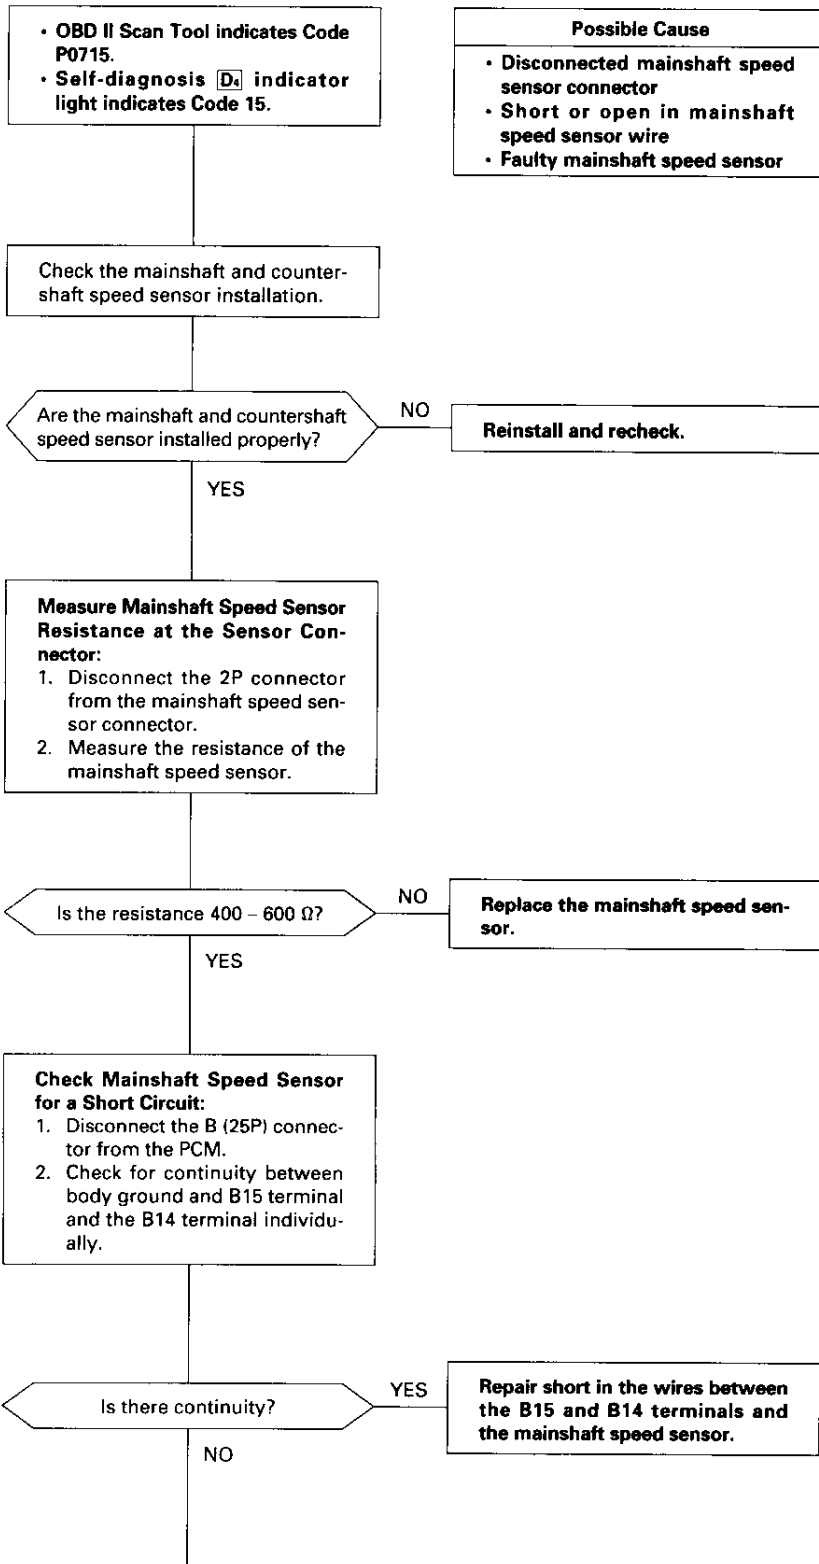 • OBD II Scan Tool indicates Code
P0715.
• Self-diagnosis D4 indicator
light indicates Code 15.
Possible Cause
• Disconnected mainshaft speed
sensor connector
• Short or open in mainshaft
speed sensor wire
• Faulty mainshaft speed sensor
Check the mainshaft and counter-
shaft speed sensor installation.
Are the mainshaft and countershaft
speed sensor installed properly?
NO
Reinstall and recheck.
YES
Measure Mainshaft Speed Sensor
Resistance at the Sensor Con-
nector:
1. Disconnect the 2P connector
from the mainshaft speed sen-
sor connector.
2. Measure the resistance of the
mainshaft speed sensor.
Is the resistance 400 – 600 Ω?
NO
Replace the mainshaft speed sen-
sor.
YES
Check Mainshaft Speed Sensor
for a Short Circuit:
1. Disconnect the B (25P) connec-
tor from the PCM.
2. Check for continuity between
body ground and B15 terminal
and the B14 terminal individu-
ally.
Is there continuity?
YES
Repair short in the wires between
the B15 and B14 terminals and
the mainshaft speed sensor.
NO